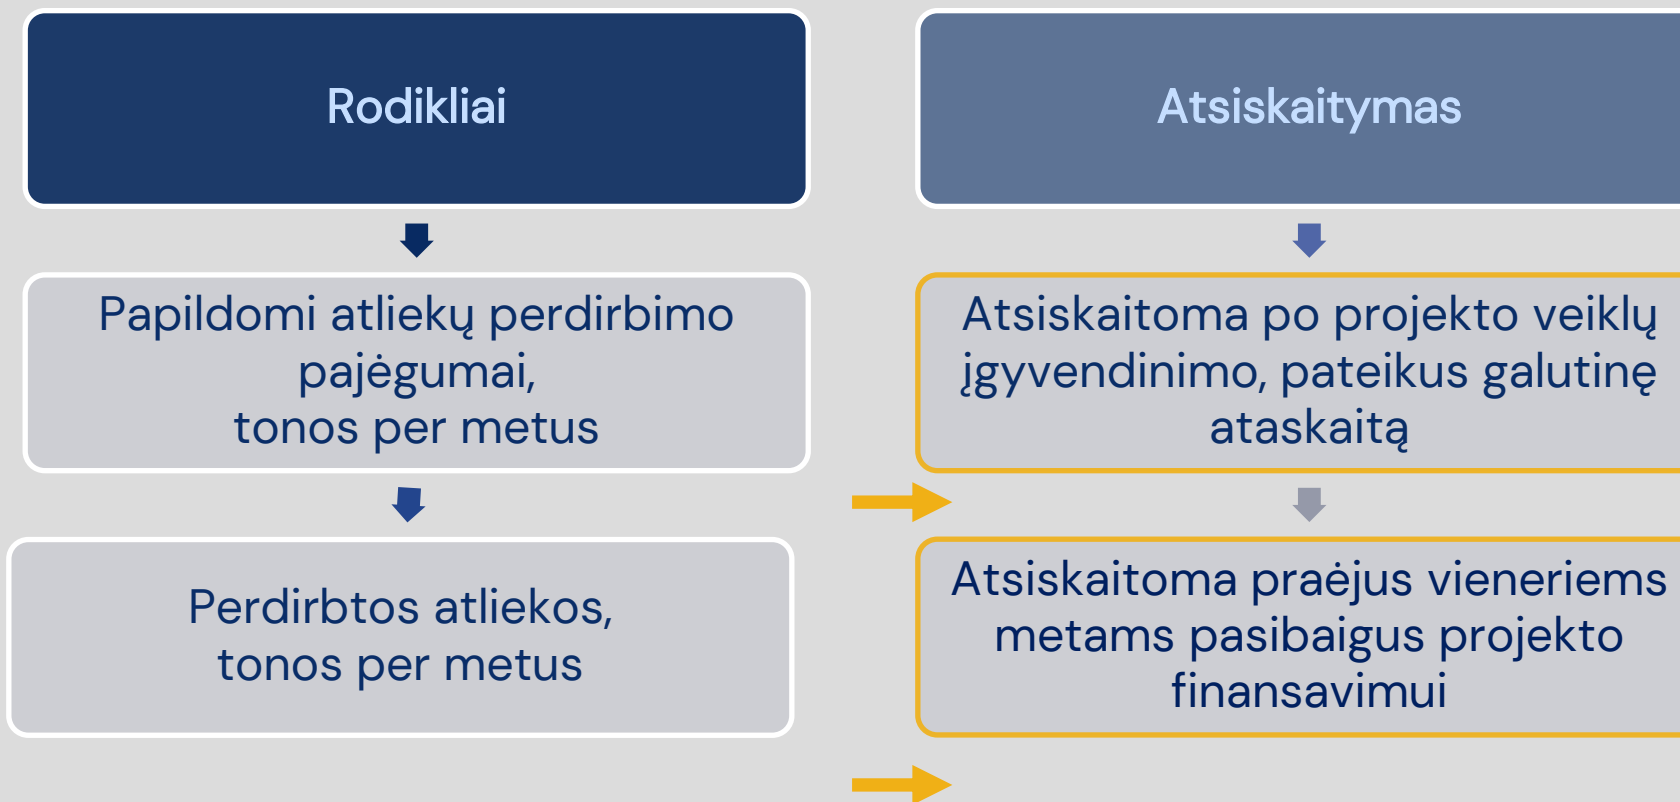 Rodikliai
Papildomi atliekų perdirbimo
pajėgumai,
tonos per metus
Perdirbtos atliekos,
tonos per metus
Atsiskaitymas
Atsiskaitoma po projekto veiklų
įgyvendinimo, pateikus galutinę
ataskaitą
Atsiskaitoma praėjus vieneriems
metams pasibaigus projekto
finansavimui